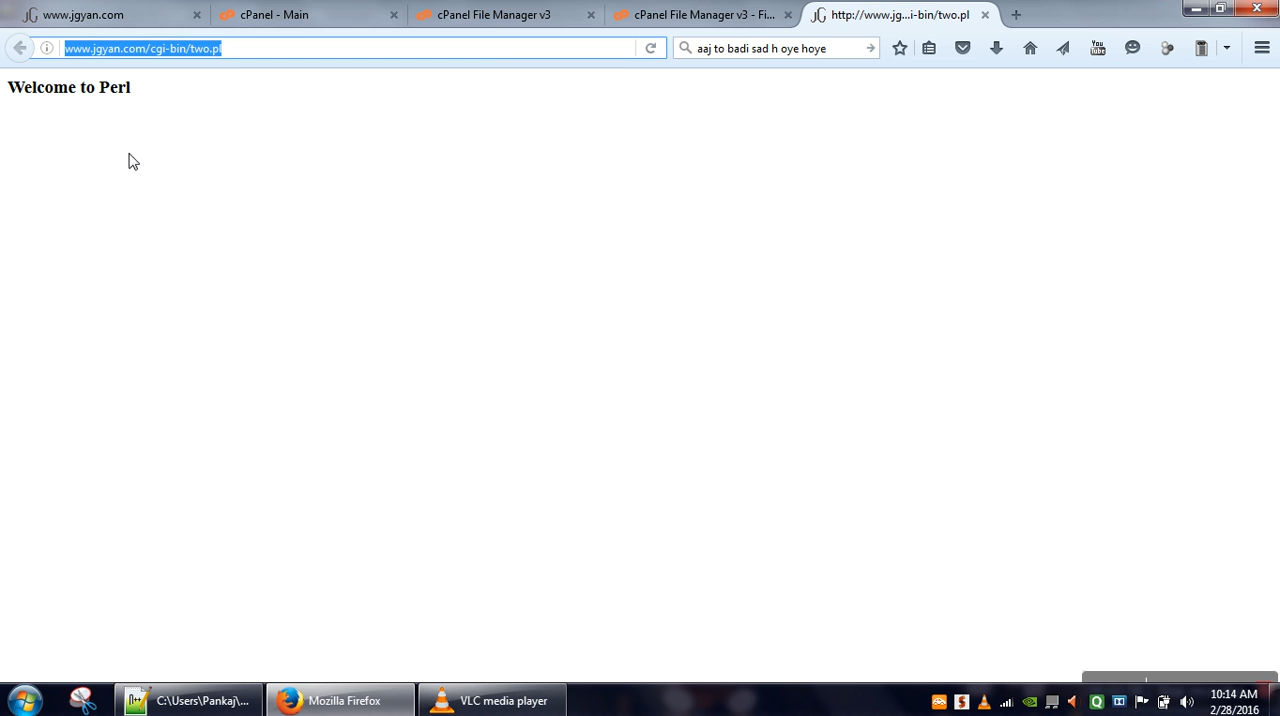 www.jgyan.com
cPanel - Main
cPanel File Manager v3
cPanel File Manager v3 - Fi...
http://www.jg...i-bin/two.pl
www.jgyan.com/cgi-bin/two.pl
aaj to badi sad h oye hoye
You Tube
Welcome to Perl
C:\Users\Pankaj\...
Mozilla Firefox
VLC media player
10:14 AM
2/28/2016